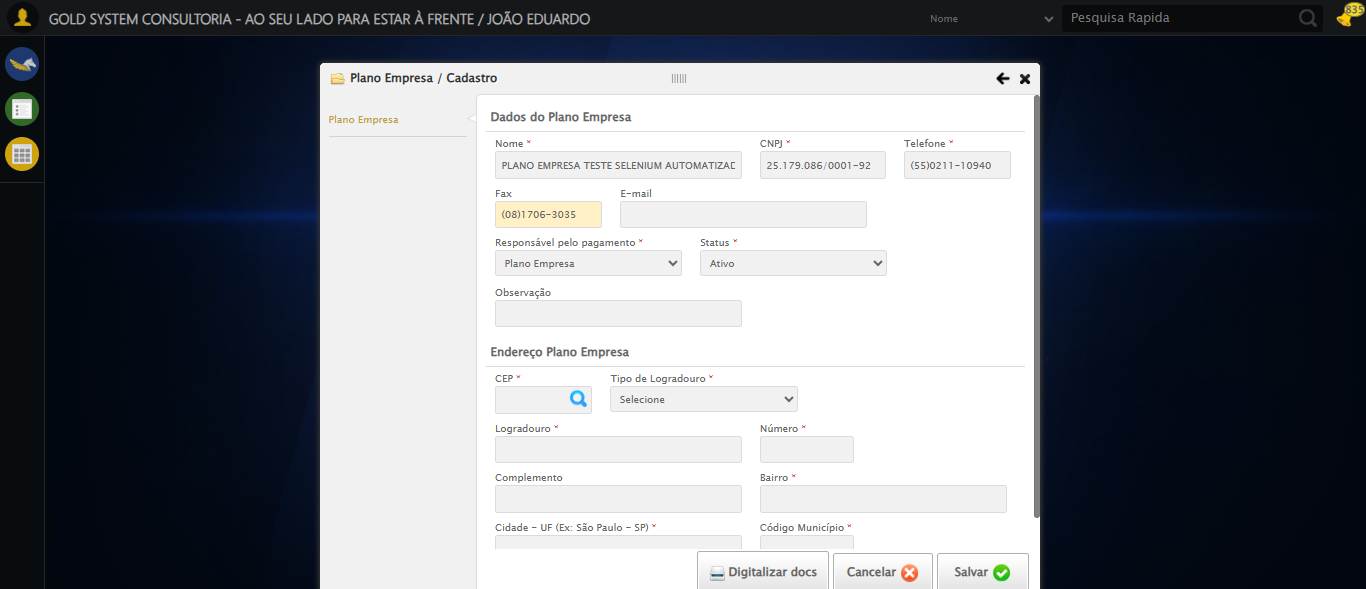 GOLD SYSTEM CONSULTORIA - AO SEU LADO PARA ESTAR À FRENTE / JOÃO EDUARDO
Nome
Pesquisa Rapida
835
Plano Empresa / Cadastro
Plano Empresa
Dados do Plano Empresa
Nome *
CNPJ *
Telefone *
PLANO EMPRESA TESTE SELENIUM AUTOMATIZAD
25.179.086/0001-92
(55)0211-10940
Fax
E-mail
(08)1706-3035
Responsável pelo pagamento *
Status *
Plano Empresa
Ativo
Observação
Endereço Plano Empresa
CEP *
Tipo de Logradouro *
Selecione
Logradouro *
Número *
Complemento
Bairro *
Cidade - UF (Ex: São Paulo - SP) *
Código Município *
Digitalizar docs
Cancelar
Salvar